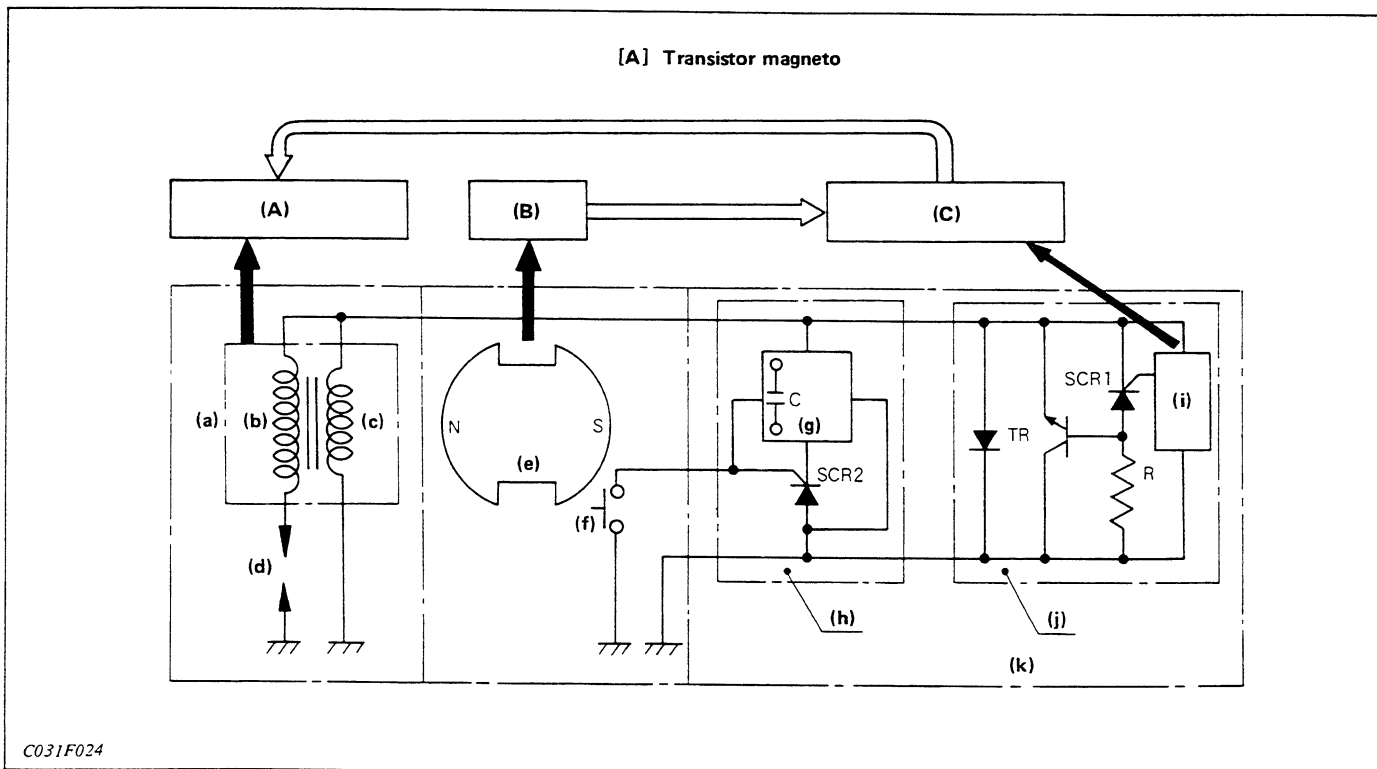 [A] Transistor magneto
(A)
(B)
(C)
(a)
(b)
(c)
(d)
N
S
(e)
(f)
C
(g)
SCR2
(h)
TR
SCR1
R
(i)
(j)
(k)
C031F024